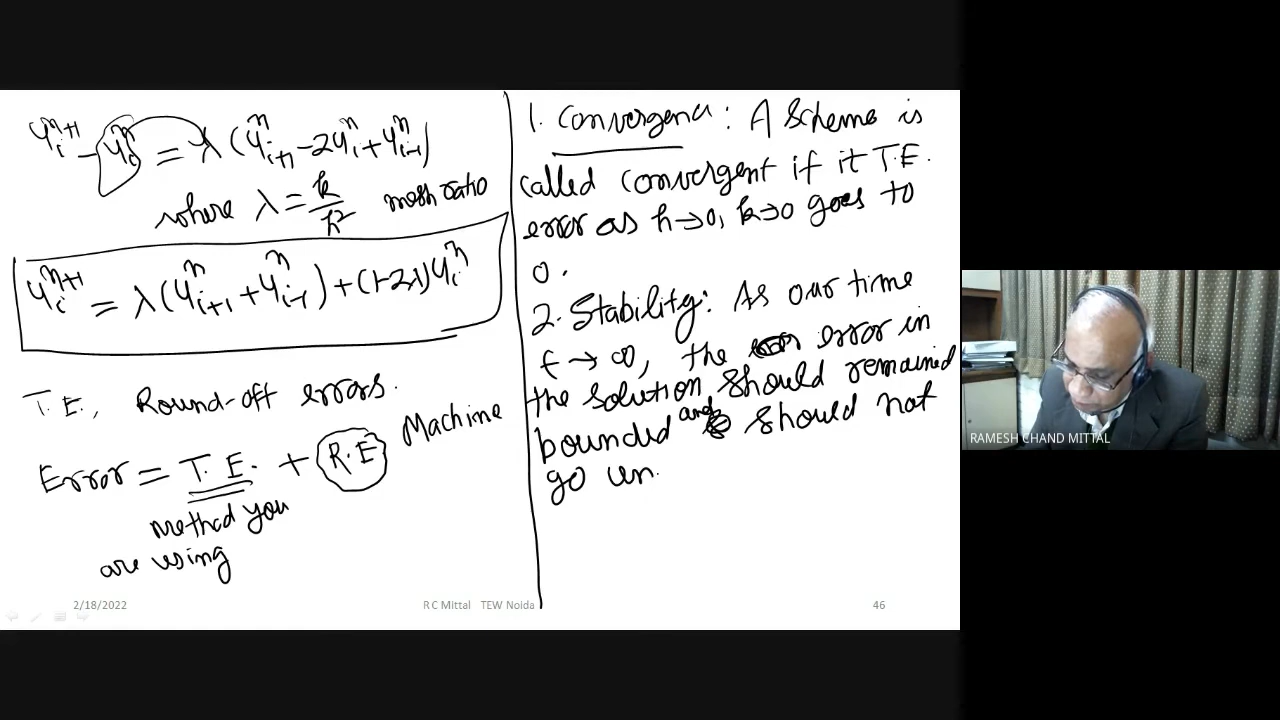 u_i^{n+1} - u_i^n = λ (u_{i+1}^n - 2u_i^n + u_{i-1}^n)
where λ = k/h² mesh ratio
u_i^{n+1} = λ(u_{i+1}^n + u_{i-1}^n) + (1-2λ)u_i^n
T.E., Round-off errors.
Error = T.E. + R.E Machine
method you
are using
1. Convergence: A scheme is
called convergent if it T.E.
error as h→0, k→0 goes to
0.
2. Stability: As our time
t → ∞, the error in
the solution should remained
bounded and should not
go un.
2/18/2022
R C Mittal TEW Noida
46
RAMESH CHAND MITTAL